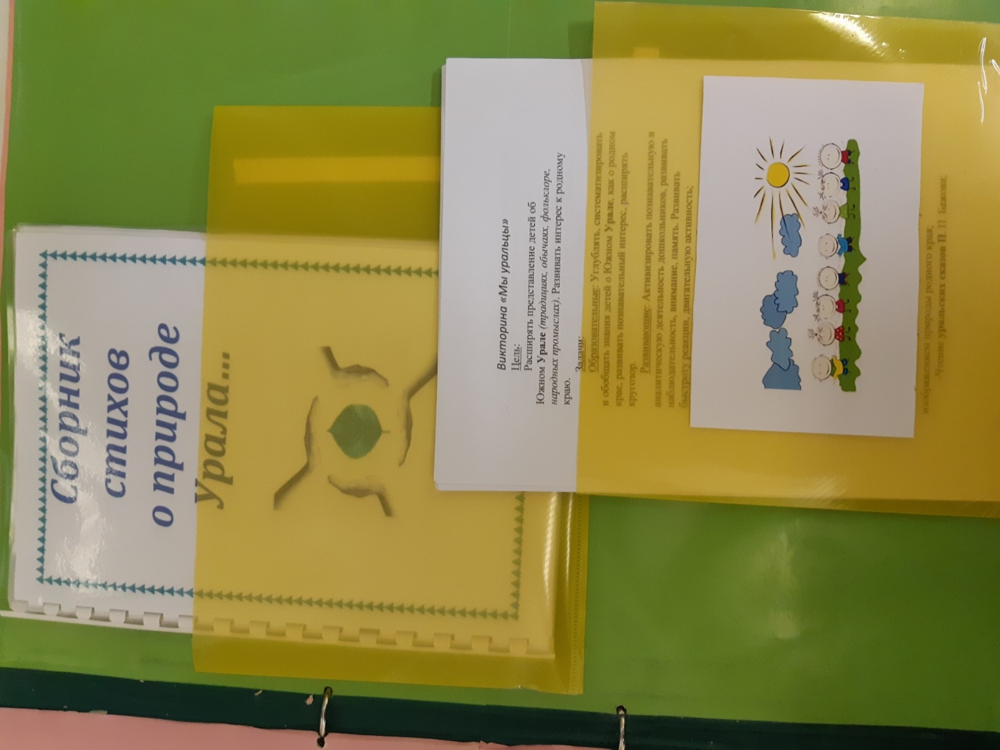 Сборник
стихов
о природе
Урала...
Викторина «Мы уральцы»
Цель:
Расширять представление детей об
Южном Урале (традициях, обычаях, фольклоре,
народных промыслах). Развивать интерес к родному
краю.
Задачи:
Образовательные: Углублять, систематизировать
и обобщать знания детей о Южном Урале, как о родном
крае, развивать познавательный интерес, расширять
кругозор.
Развивающие: Активизировать познавательную и
аналитическую деятельность дошкольников, развивать
наблюдательность, внимание, память. Развивать
быстроту реакции, двигательную активность;
изображением природы родного края;
Чтение уральских сказов П. П. Бажова;